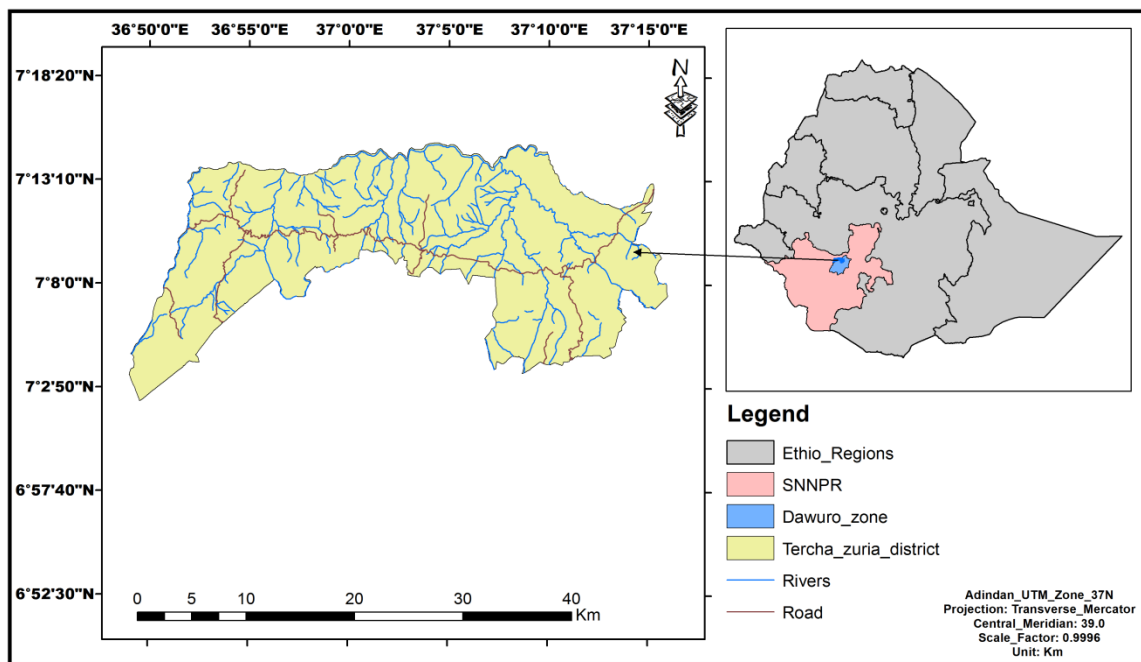 36°50'0"E 36°55'0"E 37°0'0"E 37°5'0"E 37°10'0"E 37°15'0"E
7°18'20"N
7°13'10"N
7°8'0"N
7°2'50"N
6°57'40"N
6°52'30"N
N
0 5 10 20 30 40
Km
Legend
Ethio_Regions
SNNPR
Dawuro_zone
Tercha_zuria_district
Rivers
Road
Adindan_UTM_Zone_37N
Projection: Transverse_Mercator
Central_Meridian: 39.0
Scale_Factor: 0.9996
Unit: Km